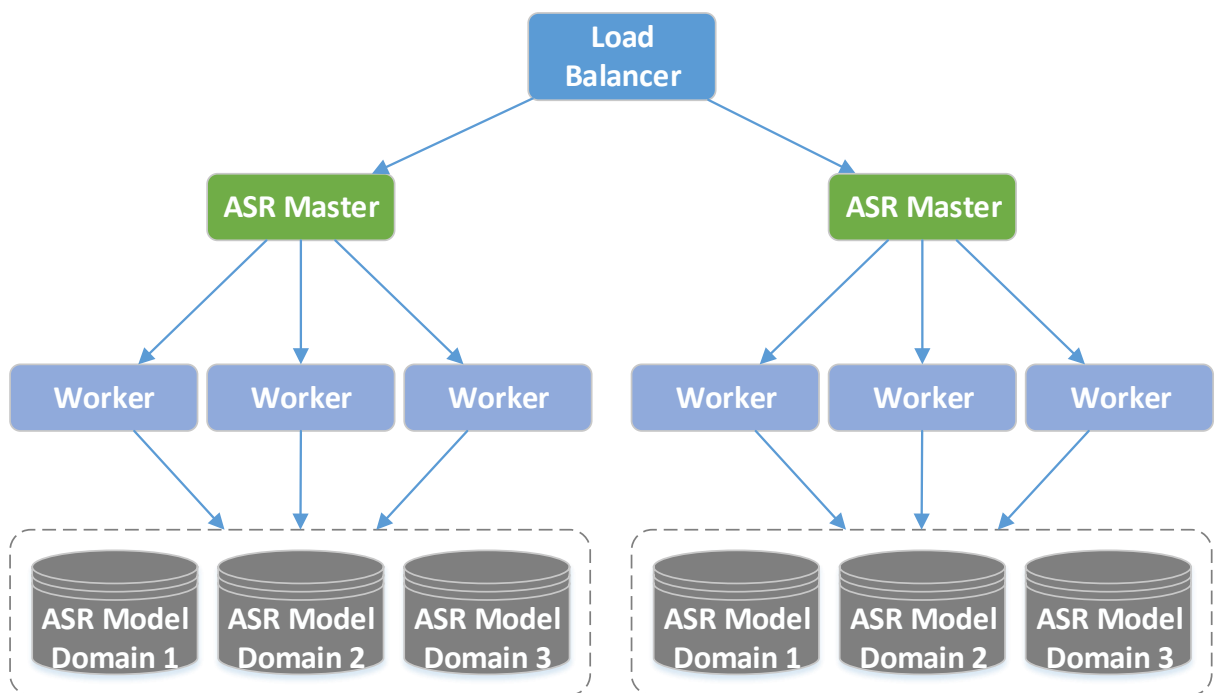 Load
Balancer
ASR Master
ASR Master
Worker
Worker
Worker
Worker
Worker
Worker
ASR Model
Domain 1
ASR Model
Domain 2
ASR Model
Domain 3
ASR Model
Domain 1
ASR Model
Domain 2
ASR Model
Domain 3